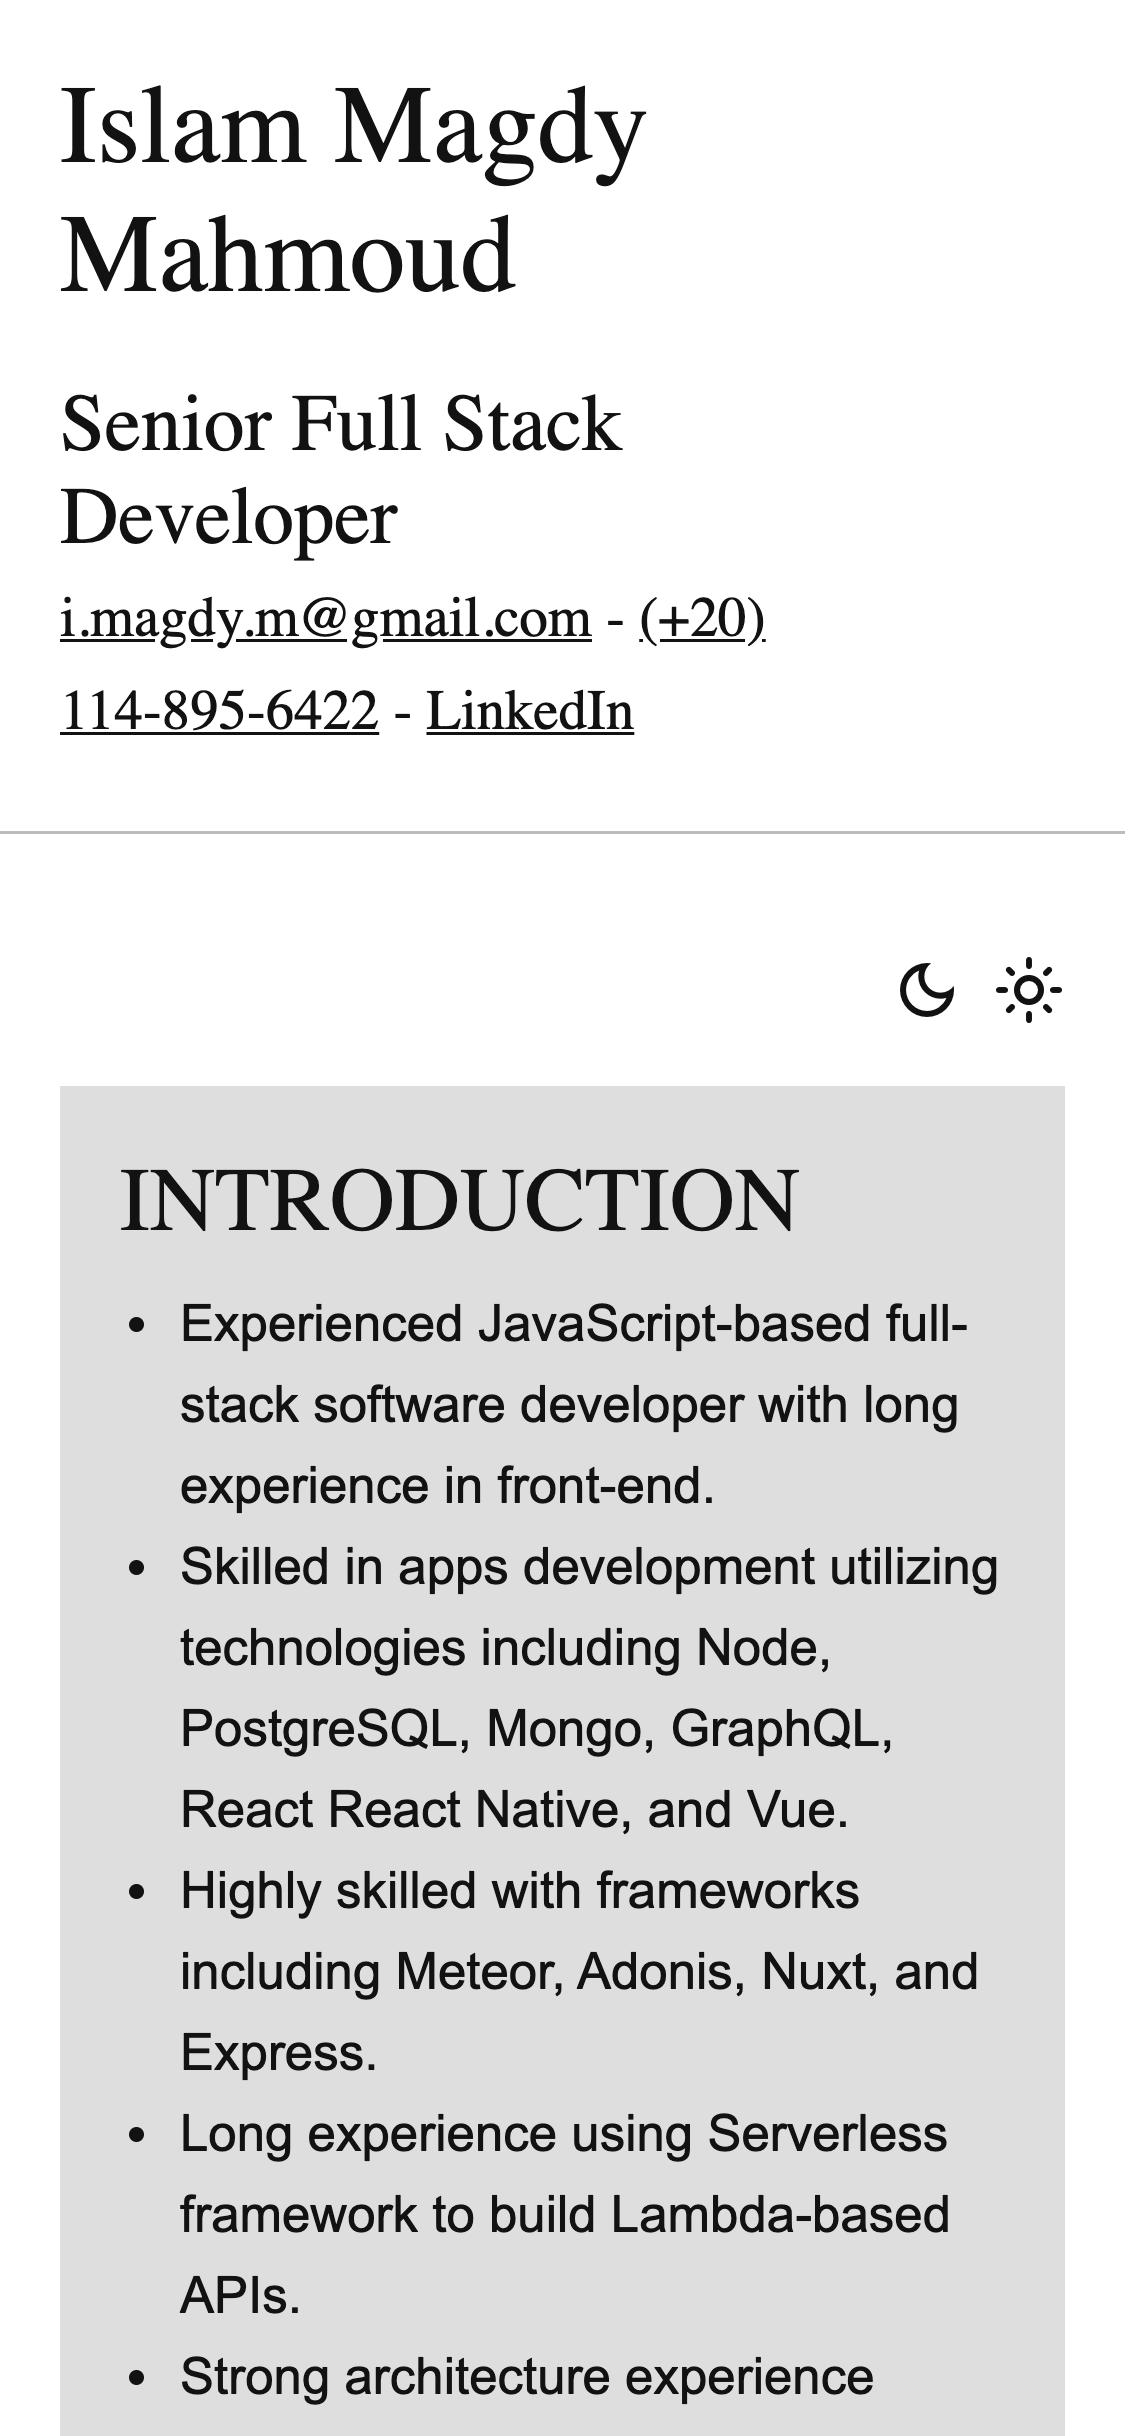 Islam Magdy
Mahmoud
Senior Full Stack
Developer
i.magdy.m@gmail.com - (+20)
114-895-6422 - LinkedIn
INTRODUCTION
• Experienced JavaScript-based full-
stack software developer with long
experience in front-end.
• Skilled in apps development utilizing
technologies including Node,
PostgreSQL, Mongo, GraphQL,
React React Native, and Vue.
• Highly skilled with frameworks
including Meteor, Adonis, Nuxt, and
Express.
• Long experience using Serverless
framework to build Lambda-based
APIs.
• Strong architecture experience